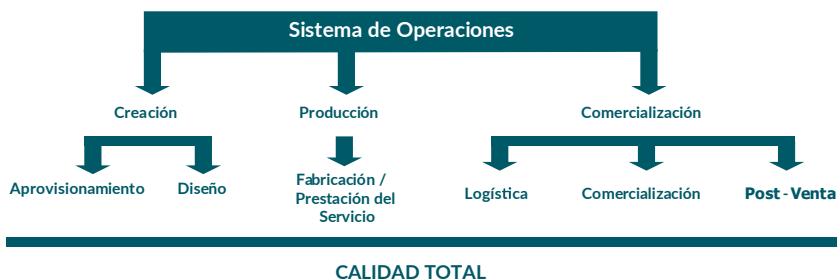 Sistema de Operaciones
Creación
Producción
Comercialización
Aprovisionamiento
Diseño
Fabricación /
Prestación del
Servicio
Logística
Comercialización
Post - Venta
CALIDAD TOTAL